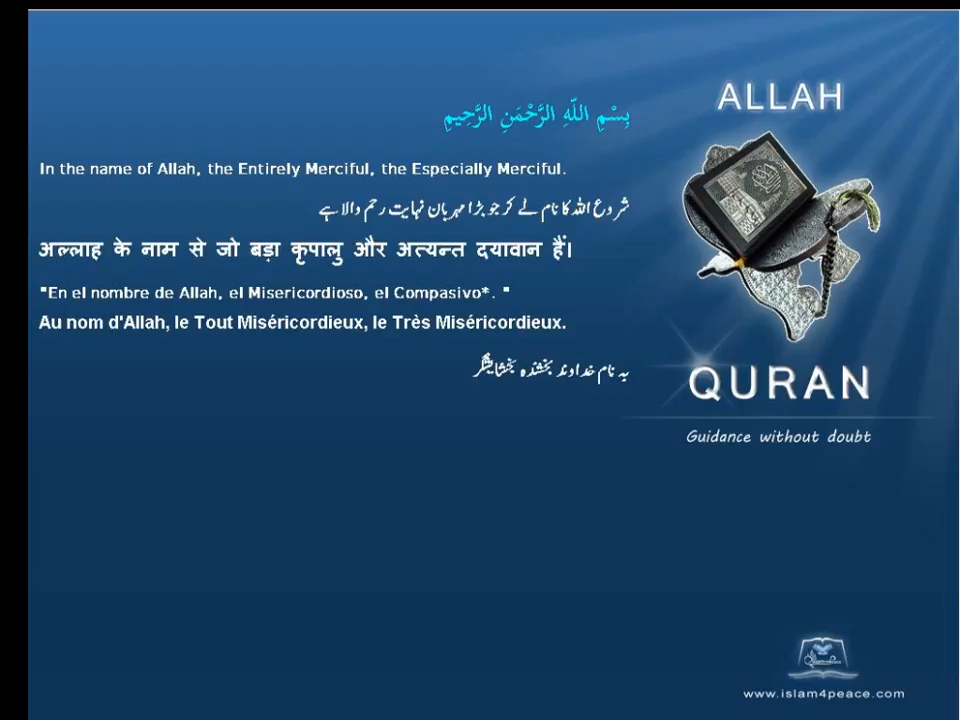 بِسْمِ اللَّهِ الرَّحْمَنِ الرَّحِيمِ
In the name of Allah, the Entirely Merciful, the Especially Merciful.
شروع اللہ کا نام لے کر جو بڑا مہربان نہایت رحم والا ہے
अल्लाह के नाम से जो बड़ा कृपालु और अत्यन्त दयावान हैं।
"En el nombre de Allah, el Misericordioso, el Compasivo*. "
Au nom d'Allah, le Tout Miséricordieux, le Très Miséricordieux.
به نام خداوند بخشنده بخشایشگر
ALLAH
QURAN
Guidance without doubt
www.islam4peace.com